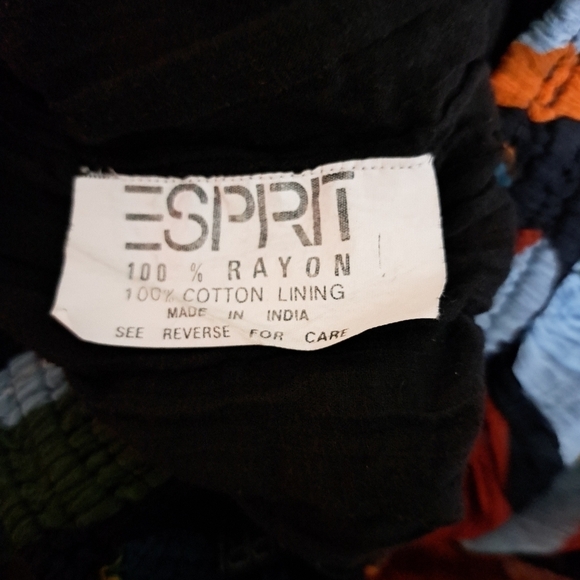 ESPRIT
100 % RAYON
100% COTTON LINING
MADE IN INDIA
SEE REVERSE FOR CARE